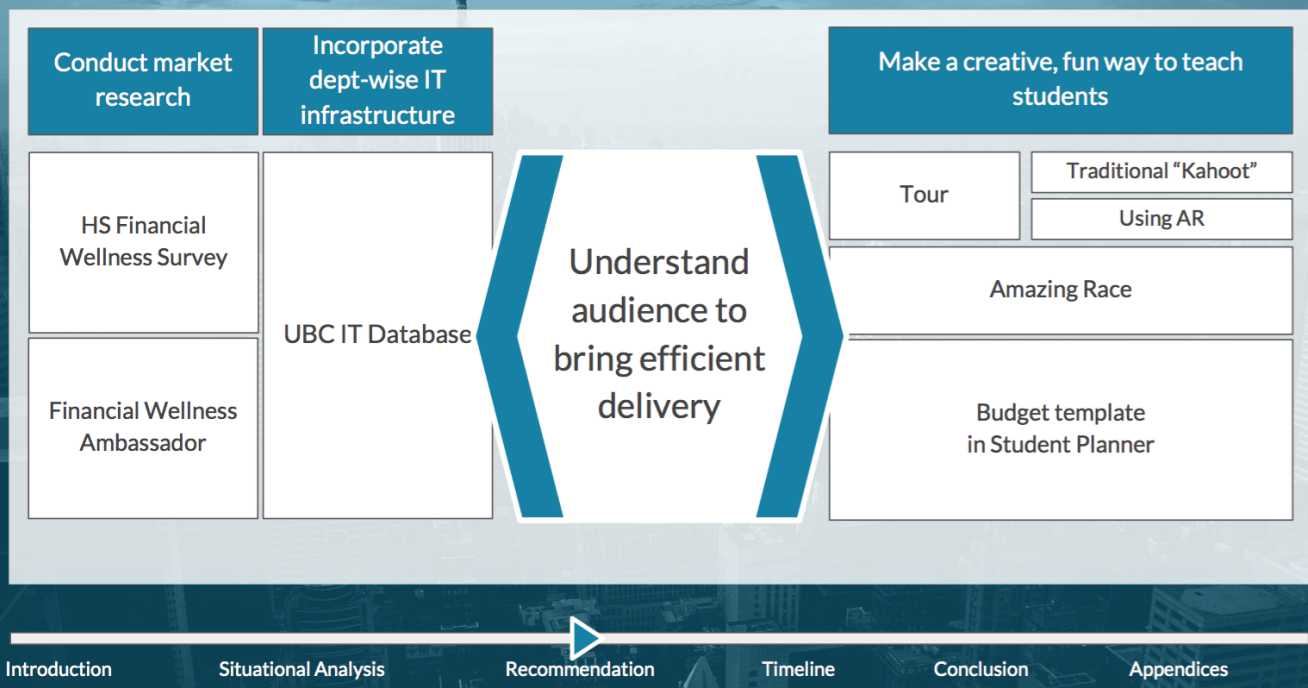 Conduct market
research
Incorporate
dept-wise IT
infrastructure
Make a creative, fun way to teach
students
HS Financial
Wellness Survey
Financial Wellness
Ambassador
UBC IT Database
Understand
audience to
bring efficient
delivery
Tour
Traditional “Kahoot”
Using AR
Amazing Race
Budget template
in Student Planner
Introduction
Situational Analysis
Recommendation
Timeline
Conclusion
Appendices